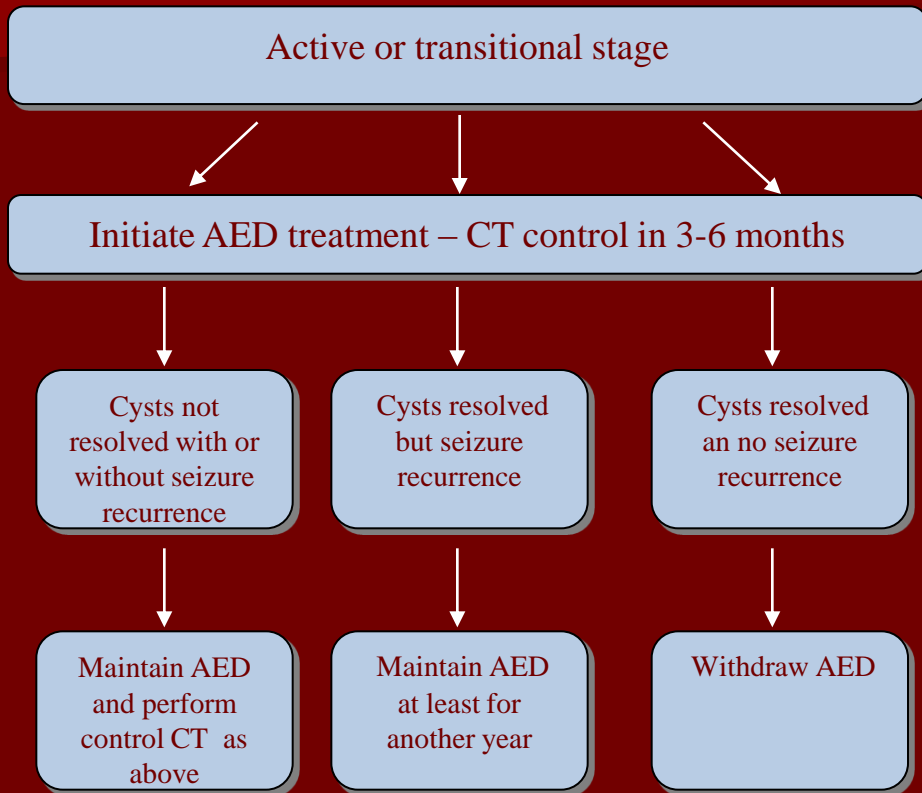 Active or transitional stage
Initiate AED treatment – CT control in 3-6 months
Cysts not
resolved with or
without seizure
recurrence
Cysts resolved
but seizure
recurrence
Cysts resolved
an no seizure
recurrence
Maintain AED
and perform
control CT as
above
Maintain AED
at least for
another year
Withdraw AED